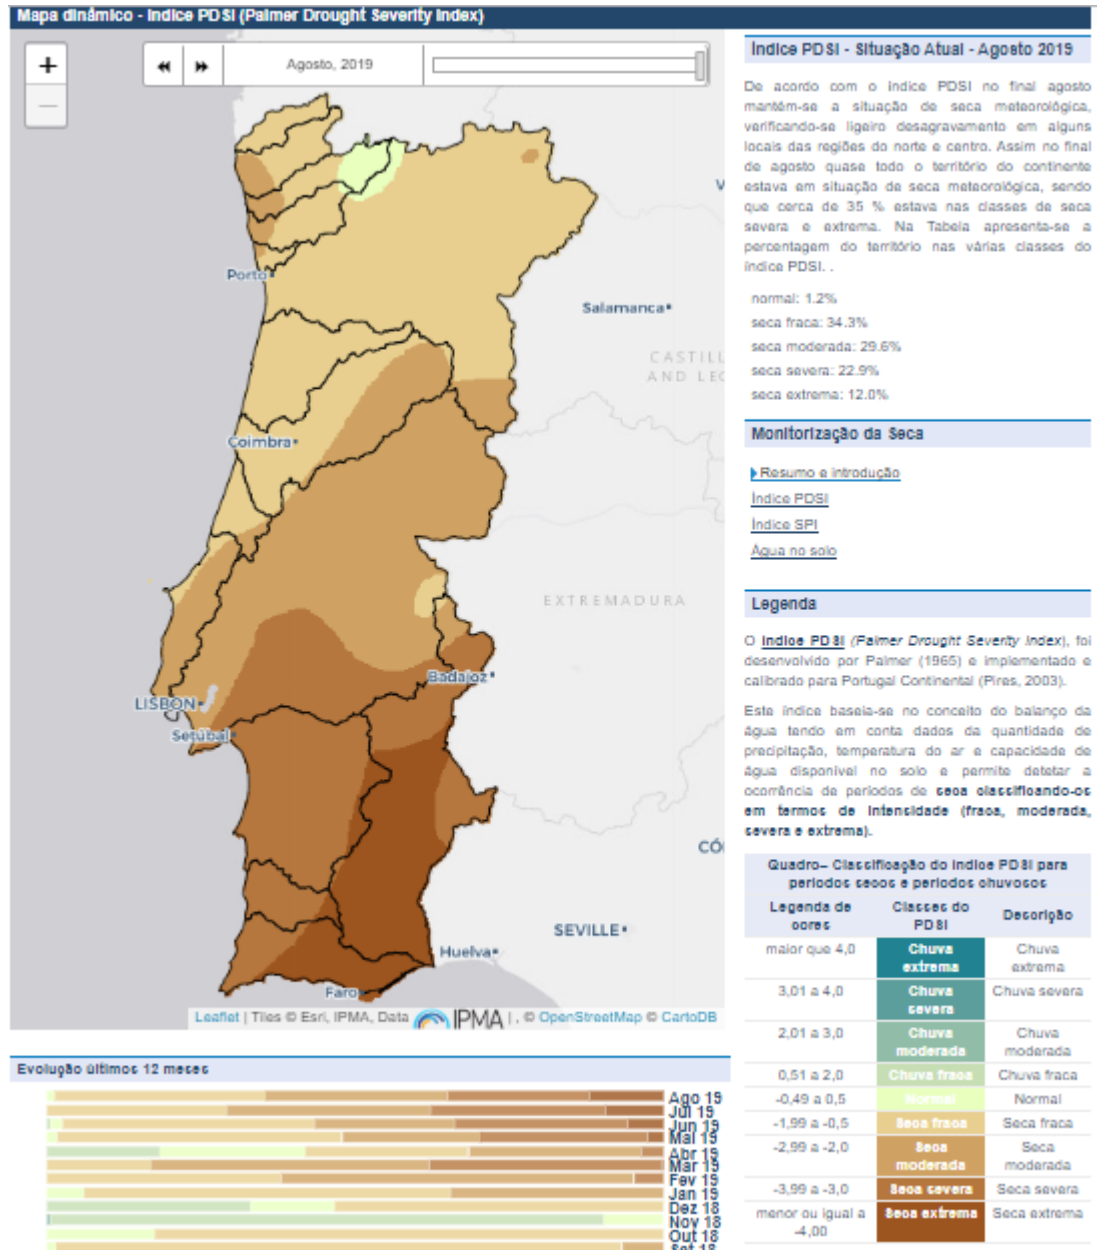 Mapa dinâmico - Indice PDSI (Palmer Drought Severity Index)
+
−
Agosto, 2019
Porto
Salamanca
CASTILL
AND LEO
Coimbra
EXTREMADURA
Badajoz
LISBON
Setúbal
CÓ
SEVILLE
Huelva
Faro
Leaflet | Tiles © Esri, IPMA, Data IPMA | , © OpenStreetMap © CartoDB
Evolução últimos 12 meses
Ago 19
Jul 19
Jun 19
Mai 19
Abr 19
Mar 19
Fev 19
Jan 19
Dez 18
Nov 18
Out 18
Set 18
Índice PDSI - Situação Atual - Agosto 2019
De acordo com o índice PDSI no final agosto
mantém-se a situação de seca meteorológica,
verificando-se ligeiro desagravamento em alguns
locais das regiões do norte e centro. Assim no final
de agosto quase todo o território do continente
estava em situação de seca meteorológica, sendo
que cerca de 35 % estava nas classes de seca
severa e extrema. Na Tabela apresenta-se a
percentagem do território nas várias classes do
índice PDSI. .
normal: 1.2%
seca fraca: 34.3%
seca moderada: 29.6%
seca severa: 22.9%
seca extrema: 12.0%
Monitorização da Seca
Resumo e introdução
Índice PDSI
Índice SPI
Água no solo
Legenda
O índice PDSI (Palmer Drought Severity Index), foi
desenvolvido por Palmer (1965) e implementado e
calibrado para Portugal Continental (Pires, 2003).
Este índice baseia-se no conceito do balanço da
água tendo em conta dados da quantidade de
precipitação, temperatura do ar e capacidade de
água disponível no solo e permite detetar a
ocorrência de períodos de seca classificando-os
em termos de intensidade (fraca, moderada,
severa e extrema).
Quadro– Classificação do índice PDSI para
períodos secos e períodos chuvosos
Legenda de cores Classes do PDSI Descrição
maior que 4,0 Chuva extrema Chuva extrema
3,01 a 4,0 Chuva severa Chuva severa
2,01 a 3,0 Chuva moderada Chuva moderada
0,51 a 2,0 Chuva fraca Chuva fraca
-0,49 a 0,5 Normal Normal
-1,99 a -0,5 Seca fraca Seca fraca
-2,99 a -2,0 Seca moderada Seca moderada
-3,99 a -3,0 Seca severa Seca severa
menor ou igual a -4,00 Seca extrema Seca extrema